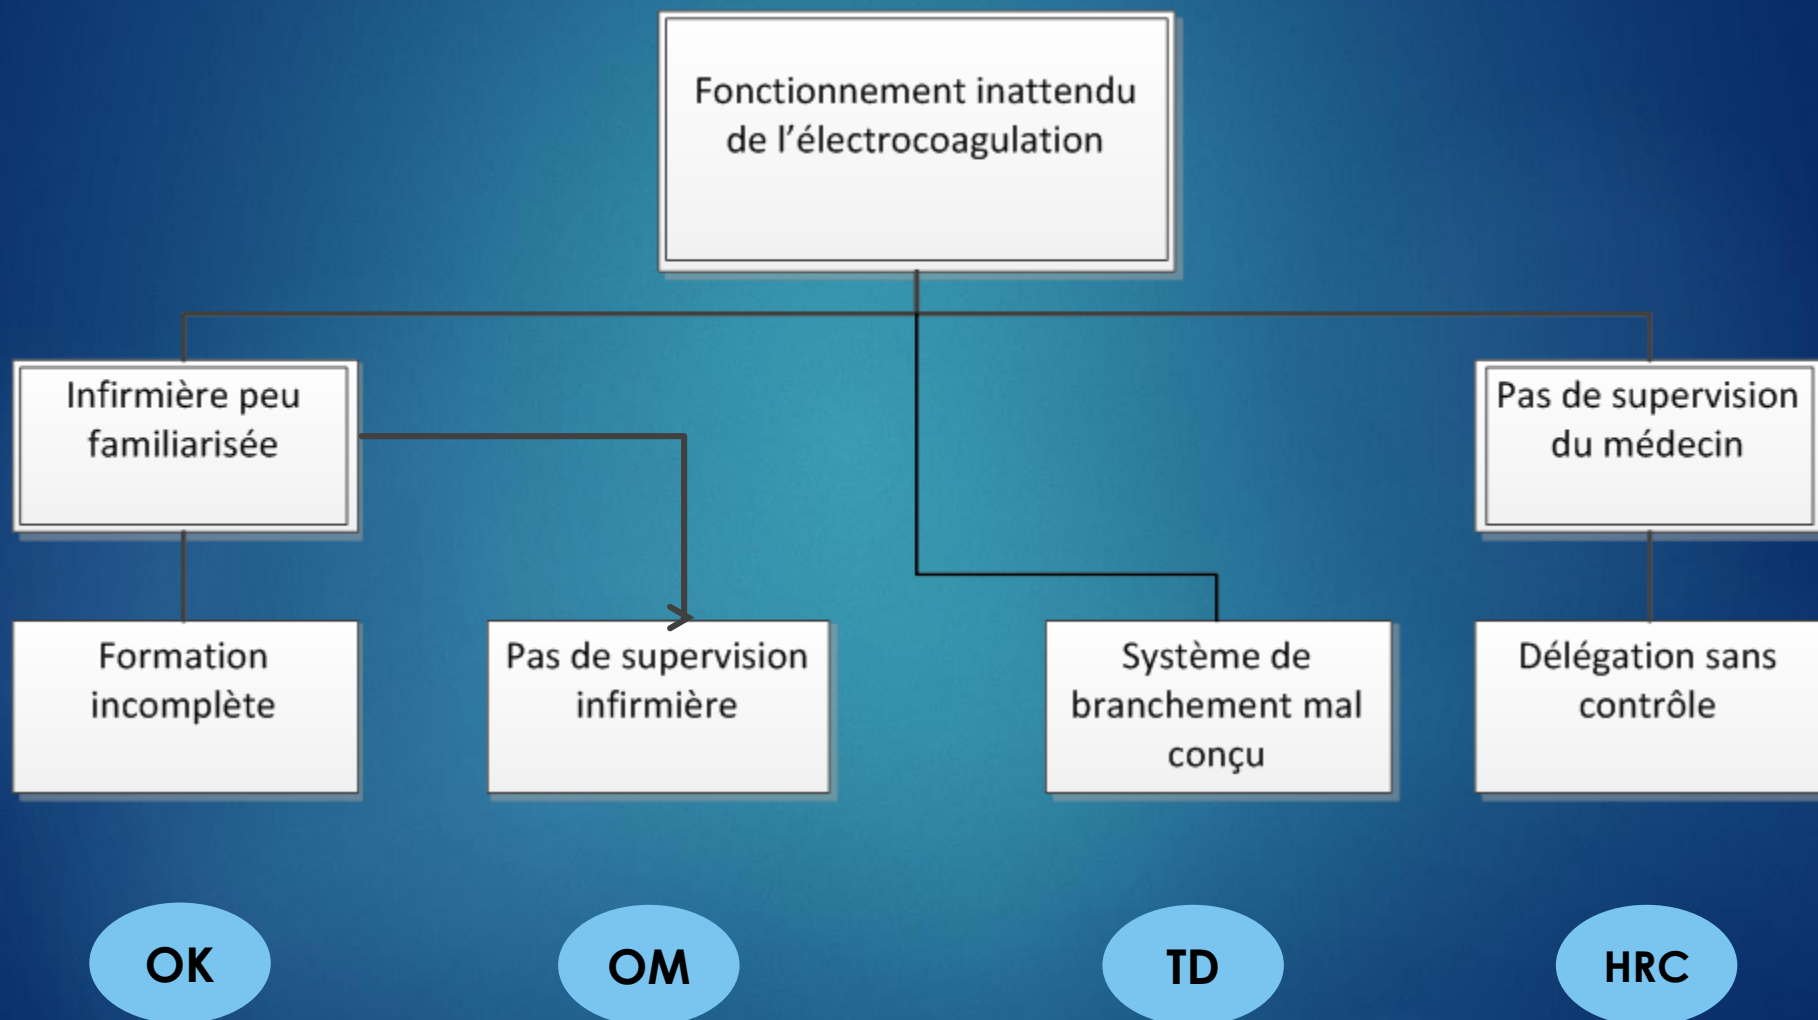 Fonctionnement inattendu
de l'électrocoagulation
Infirmière peu
familiarisée
Pas de supervision
du médecin
Formation
incomplète
Pas de supervision
infirmière
Système de
branchement mal
conçu
Délégation sans
contrôle
OK
OM
TD
HRC